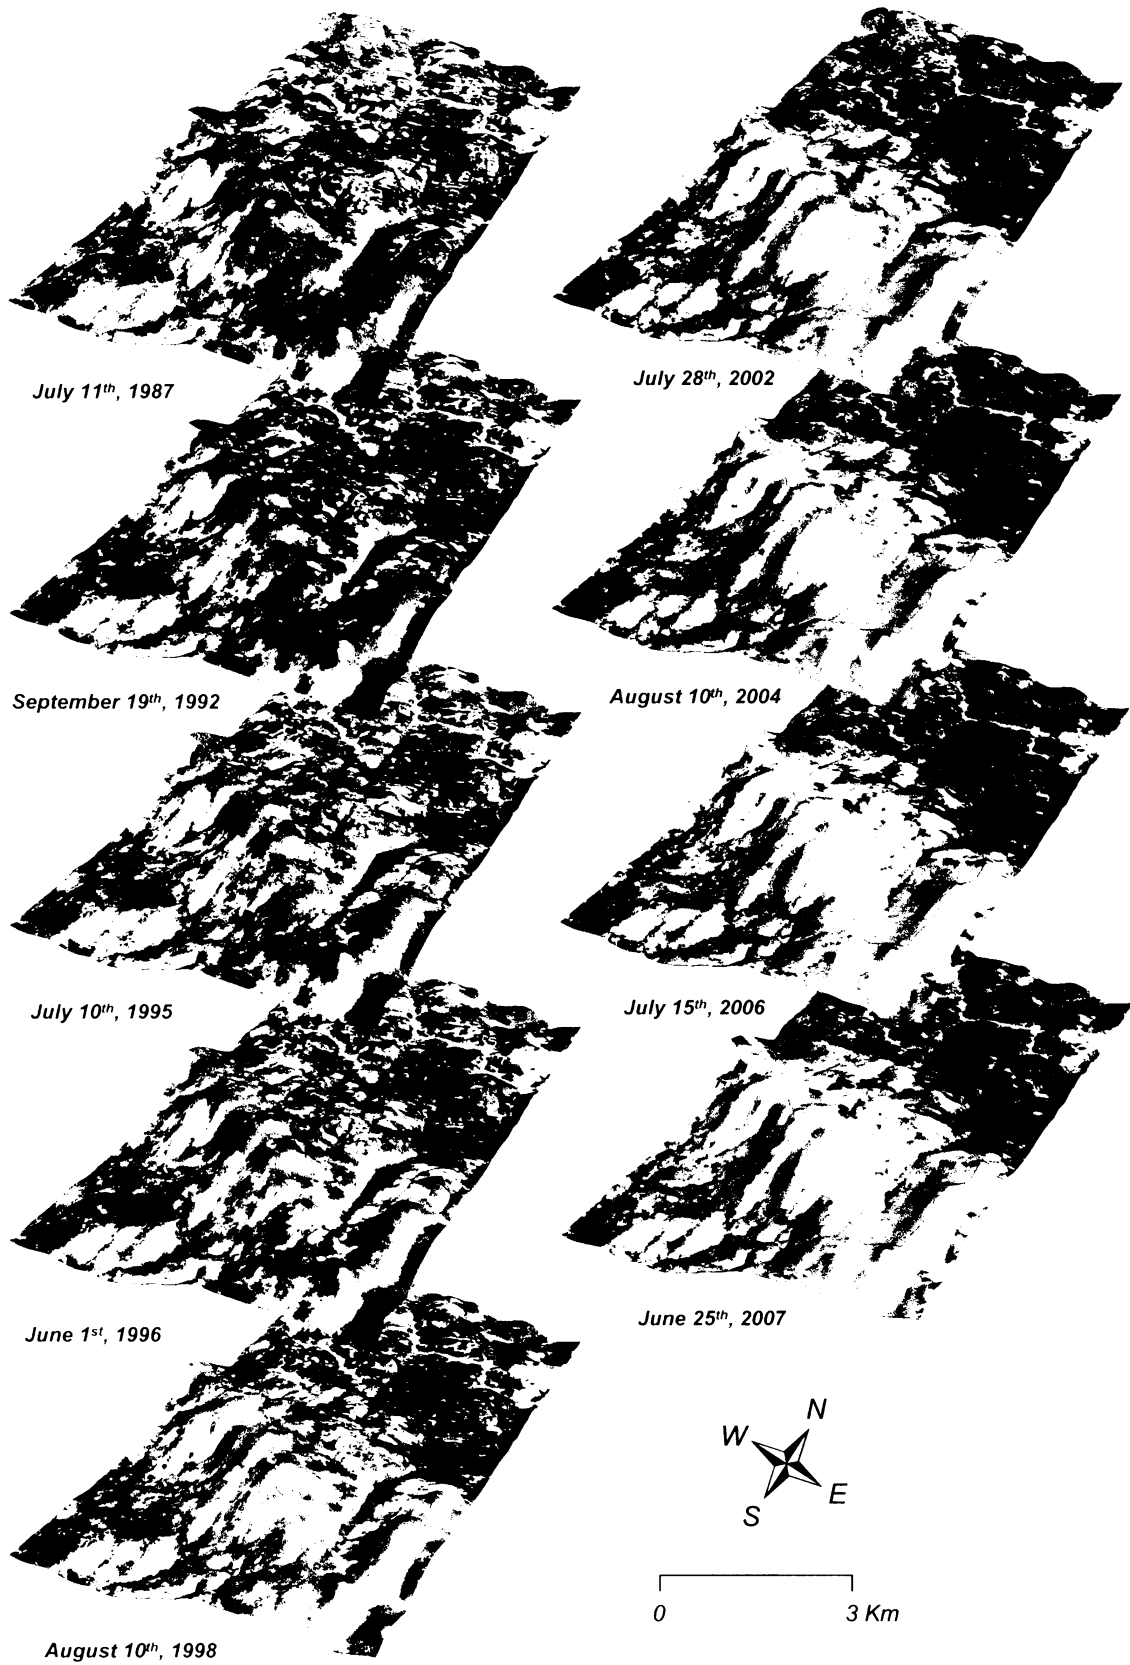 July 11th, 1987
September 19th, 1992
July 10th, 1995
June 1st, 1996
August 10th, 1998
July 28th, 2002
August 10th, 2004
July 15th, 2006
June 25th, 2007
N
W
E
S
0 3 Km